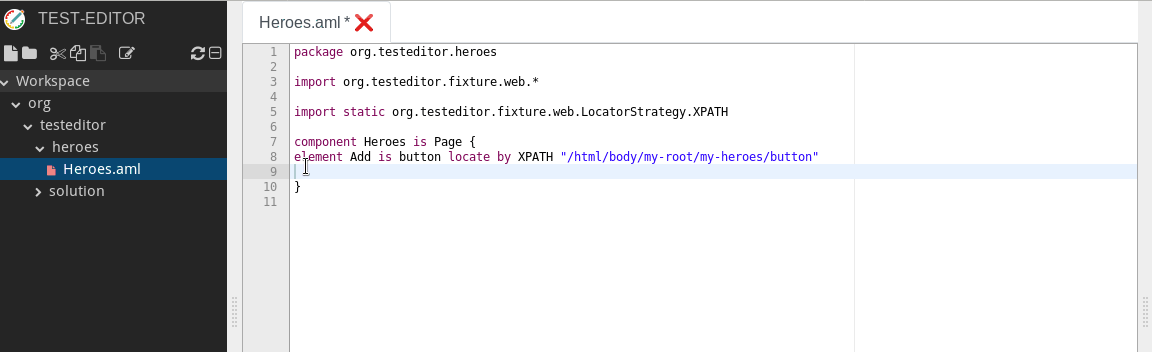 TEST-EDITOR
Workspace
org
testeditor
heroes
Heroes.aml
solution
Heroes.aml *
1 package org.testeditor.heroes
2
3 import org.testeditor.fixture.web.*
4
5 import static org.testeditor.fixture.web.LocatorStrategy.XPATH
6
7 component Heroes is Page {
8 element Add is button locate by XPATH "/html/body/my-root/my-heroes/button"
9
10 }
11